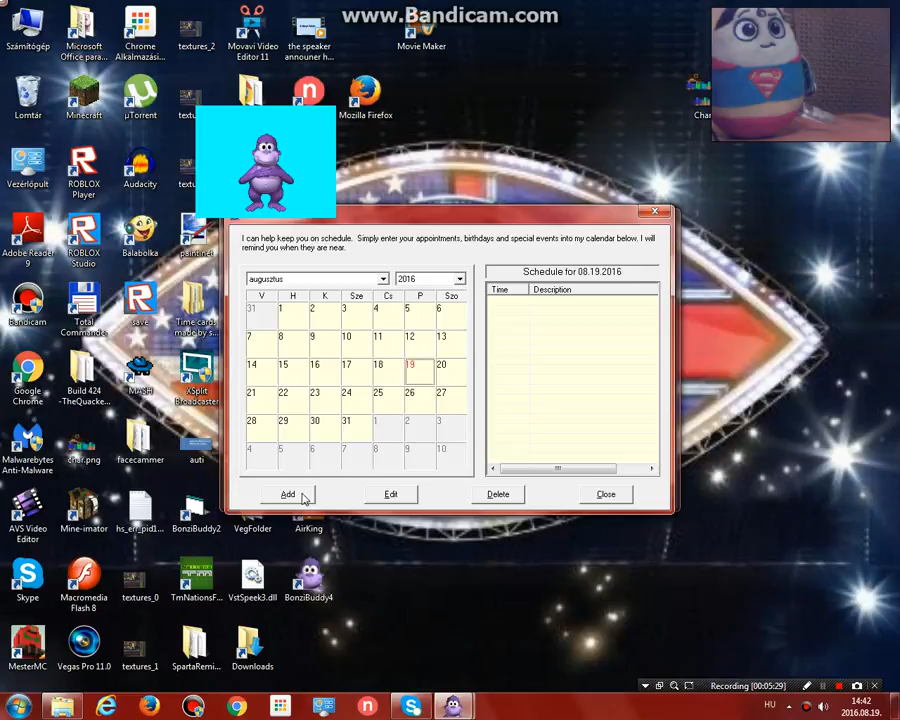 www.Bandicam.com
Számítógép
Microsoft Office para...
Chrome Alkalmazási...
textures_2
Movavi Video Editor 11
the speaker announer h...
Movie Maker
Lomtár
Minecraft
µTorrent
Mozilla Firefox
Vezérlőpult
ROBLOX Player
Audacity
Adobe Reader 9
ROBLOX Studio
Balabolka
paintinet
Bandicam
Total Commande...
save
Time cards made by s...
Google Chrome
Build 424 -TheQuacke...
MASH
XSplit Broadcaster
Malwarebytes Anti-Malware
char.png
facecammer
auti
AVS Video Editor
Mine-imator
hs_err_pid1...
BonziBuddy2
VegFolder
AirKing
Skype
Macromedia Flash 8
textures_0
TmNationsF...
VstSpeek3.dll
BonziBuddy4
MesterMC
Vegas Pro 11.0
textures_1
SpartaRemi...
Downloads
I can help keep you on schedule. Simply enter your appointments, birthdays and special events into my calendar below. I will
remind you when they are near.
augusztus 2016
V H K Sze Cs P Szo
31 1 2 3 4 5 6
7 8 9 10 11 12 13
14 15 16 17 18 19 20
21 22 23 24 25 26 27
28 29 30 31 1 2 3
4 5 6 7 8 9 10
Schedule for 08.19.2016
Time Description
Add Edit Delete Close
Recording [00:05:29]
HU
14:42
2016.08.19.